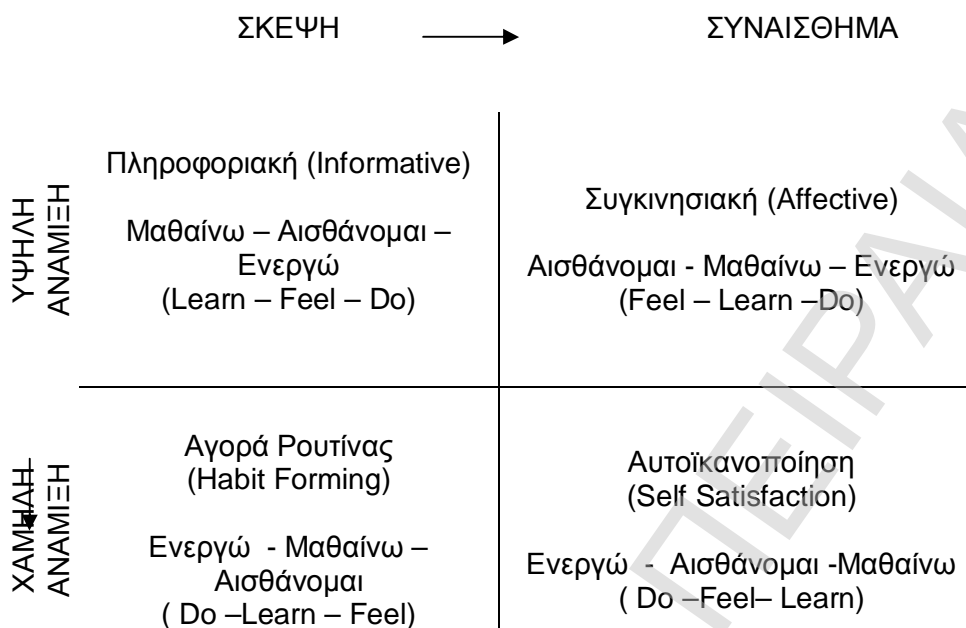 ΣΚΕΨΗ ΣΥΝΑΙΣΘΗΜΑ
ΥΨΗΛΗ
ΑΝΑΜΙΞΗ
Πληροφοριακή (Informative)
Μαθαίνω – Αισθάνομαι –
Ενεργώ
(Learn – Feel – Do)
Συγκινησιακή (Affective)
Αισθάνομαι - Μαθαίνω – Ενεργώ
(Feel – Learn –Do)
ΧΑΜΗΛΗ
ΑΝΑΜΙΞΗ
Αγορά Ρουτίνας
(Habit Forming)
Ενεργώ - Μαθαίνω –
Αισθάνομαι
( Do –Learn – Feel)
Αυτοϊκανοποίηση
(Self Satisfaction)
Ενεργώ - Αισθάνομαι -Μαθαίνω
( Do –Feel– Learn)